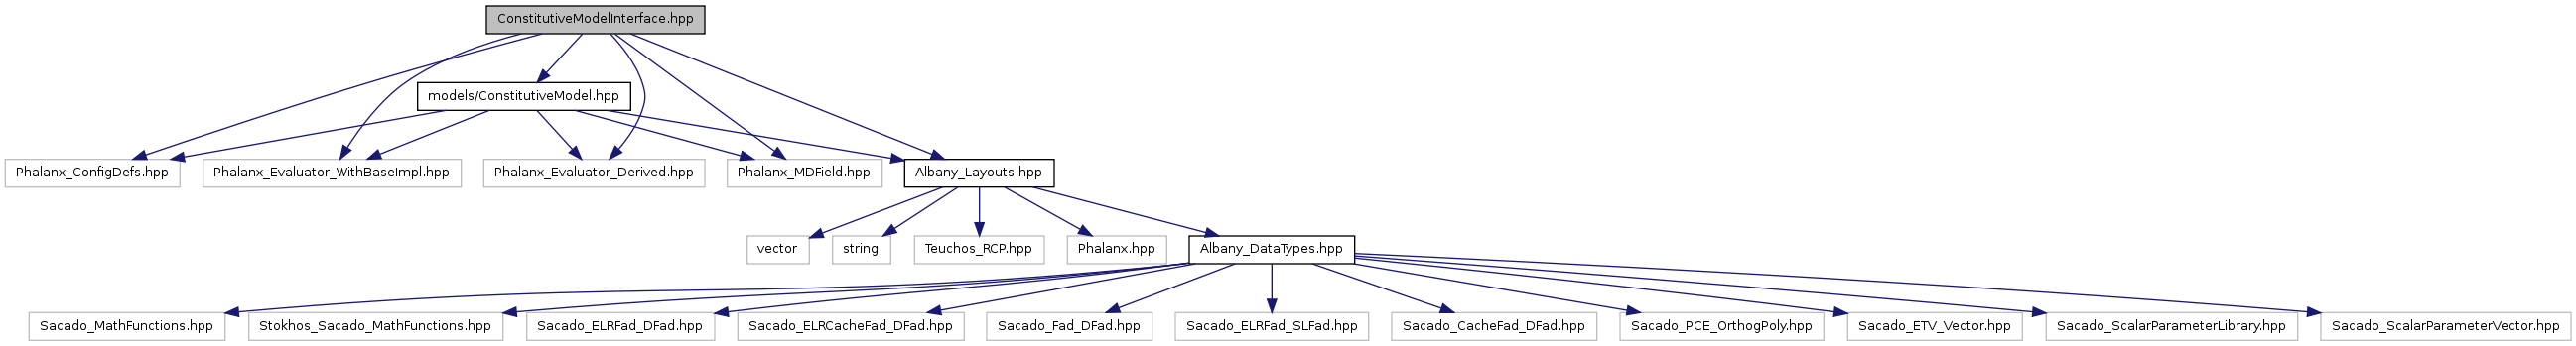 ConstitutiveModelInterface.hpp
models/ConstitutiveModel.hpp
Phalanx_ConfigDefs.hpp
Phalanx_Evaluator_WithBaseImpl.hpp
Phalanx_Evaluator_Derived.hpp
Phalanx_MDField.hpp
Albany_Layouts.hpp
vector
string
Teuchos_RCP.hpp
Phalanx.hpp
Albany_DataTypes.hpp
Sacado_MathFunctions.hpp
Stokhos_Sacado_MathFunctions.hpp
Sacado_ELRFad_DFad.hpp
Sacado_ELRCacheFad_DFad.hpp
Sacado_Fad_DFad.hpp
Sacado_ELRFad_SLFad.hpp
Sacado_CacheFad_DFad.hpp
Sacado_PCE_OrthogPoly.hpp
Sacado_ETV_Vector.hpp
Sacado_ScalarParameterLibrary.hpp
Sacado_ScalarParameterVector.hpp